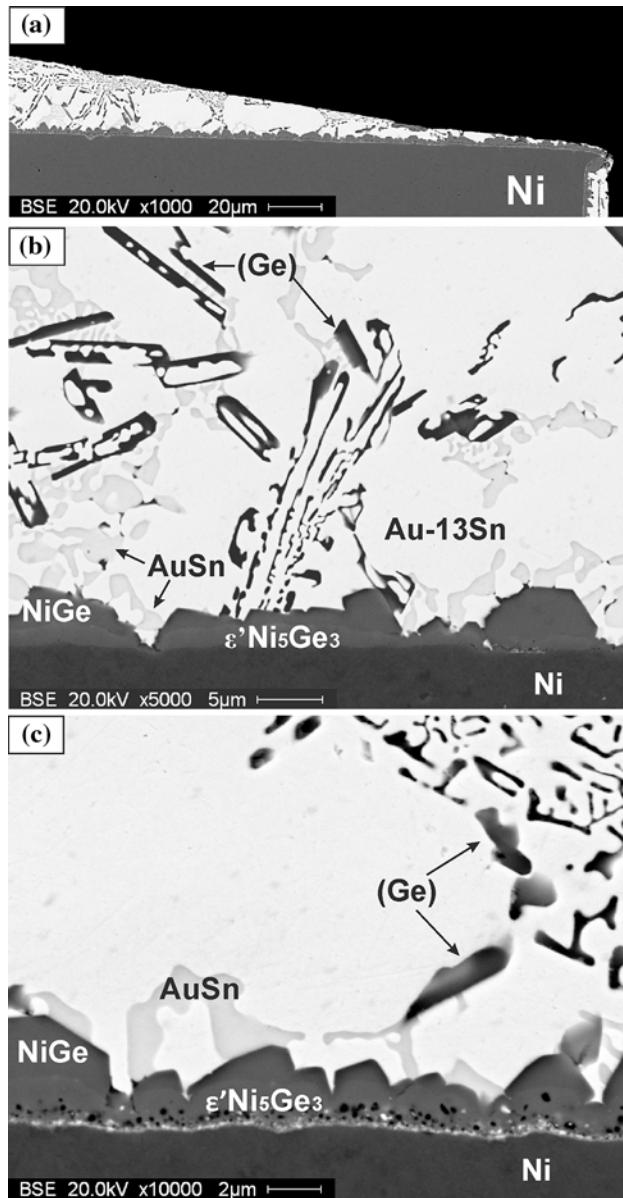 (a)
Ni
BSE 20.0kV x1000 20µm
(b)
(Ge)
Au-13Sn
AuSn
NiGe
ε'Ni₅Ge₃
Ni
BSE 20.0kV x5000 5µm
(c)
(Ge)
AuSn
NiGe
ε'Ni₅Ge₃
Ni
BSE 20.0kV x10000 2µm